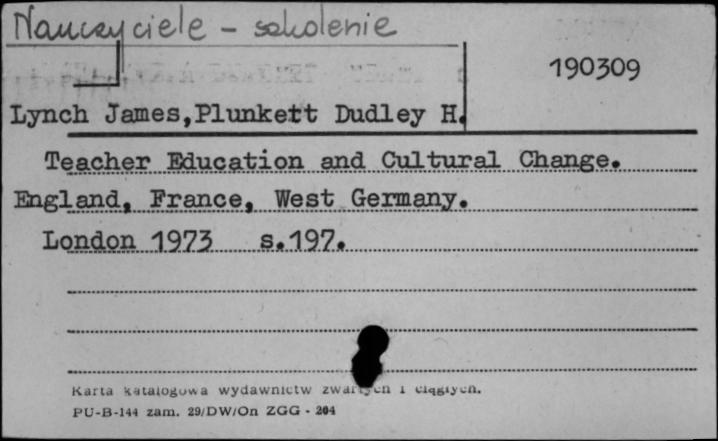 Nauczyciele - szkolenie
190309
Lynch James,Plunkett Dudley H.
Teacher Education and Cultural Change.
England, France, West Germany.
London 1973 s.197.
Karta katalogowa wydawnictw zwartych i ciągłych.
PU-B-144 zam. 29/DW/On ZGG - 204